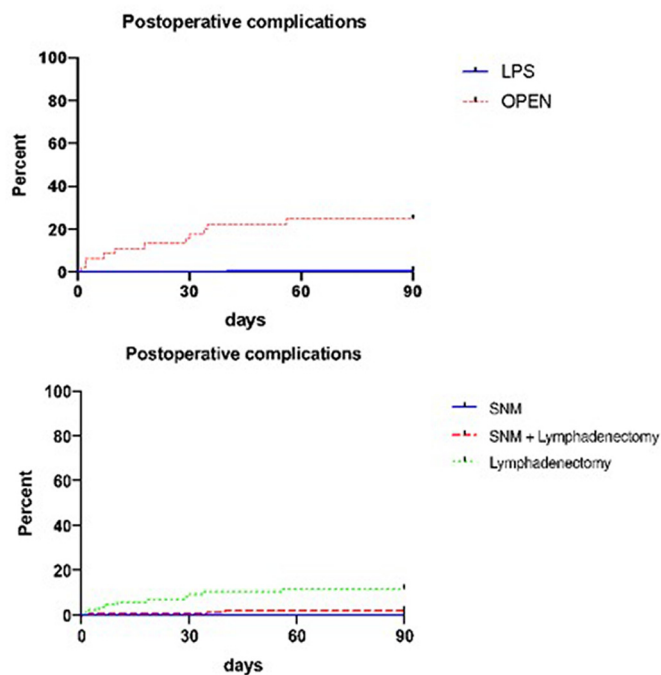 Postoperative complications
100
80
60
40
20
0
Percent
0 30 60 90
days
LPS
OPEN
Postoperative complications
100
80
60
40
20
0
Percent
0 30 60 90
days
SNM
SNM + Lymphadenectomy
Lymphadenectomy